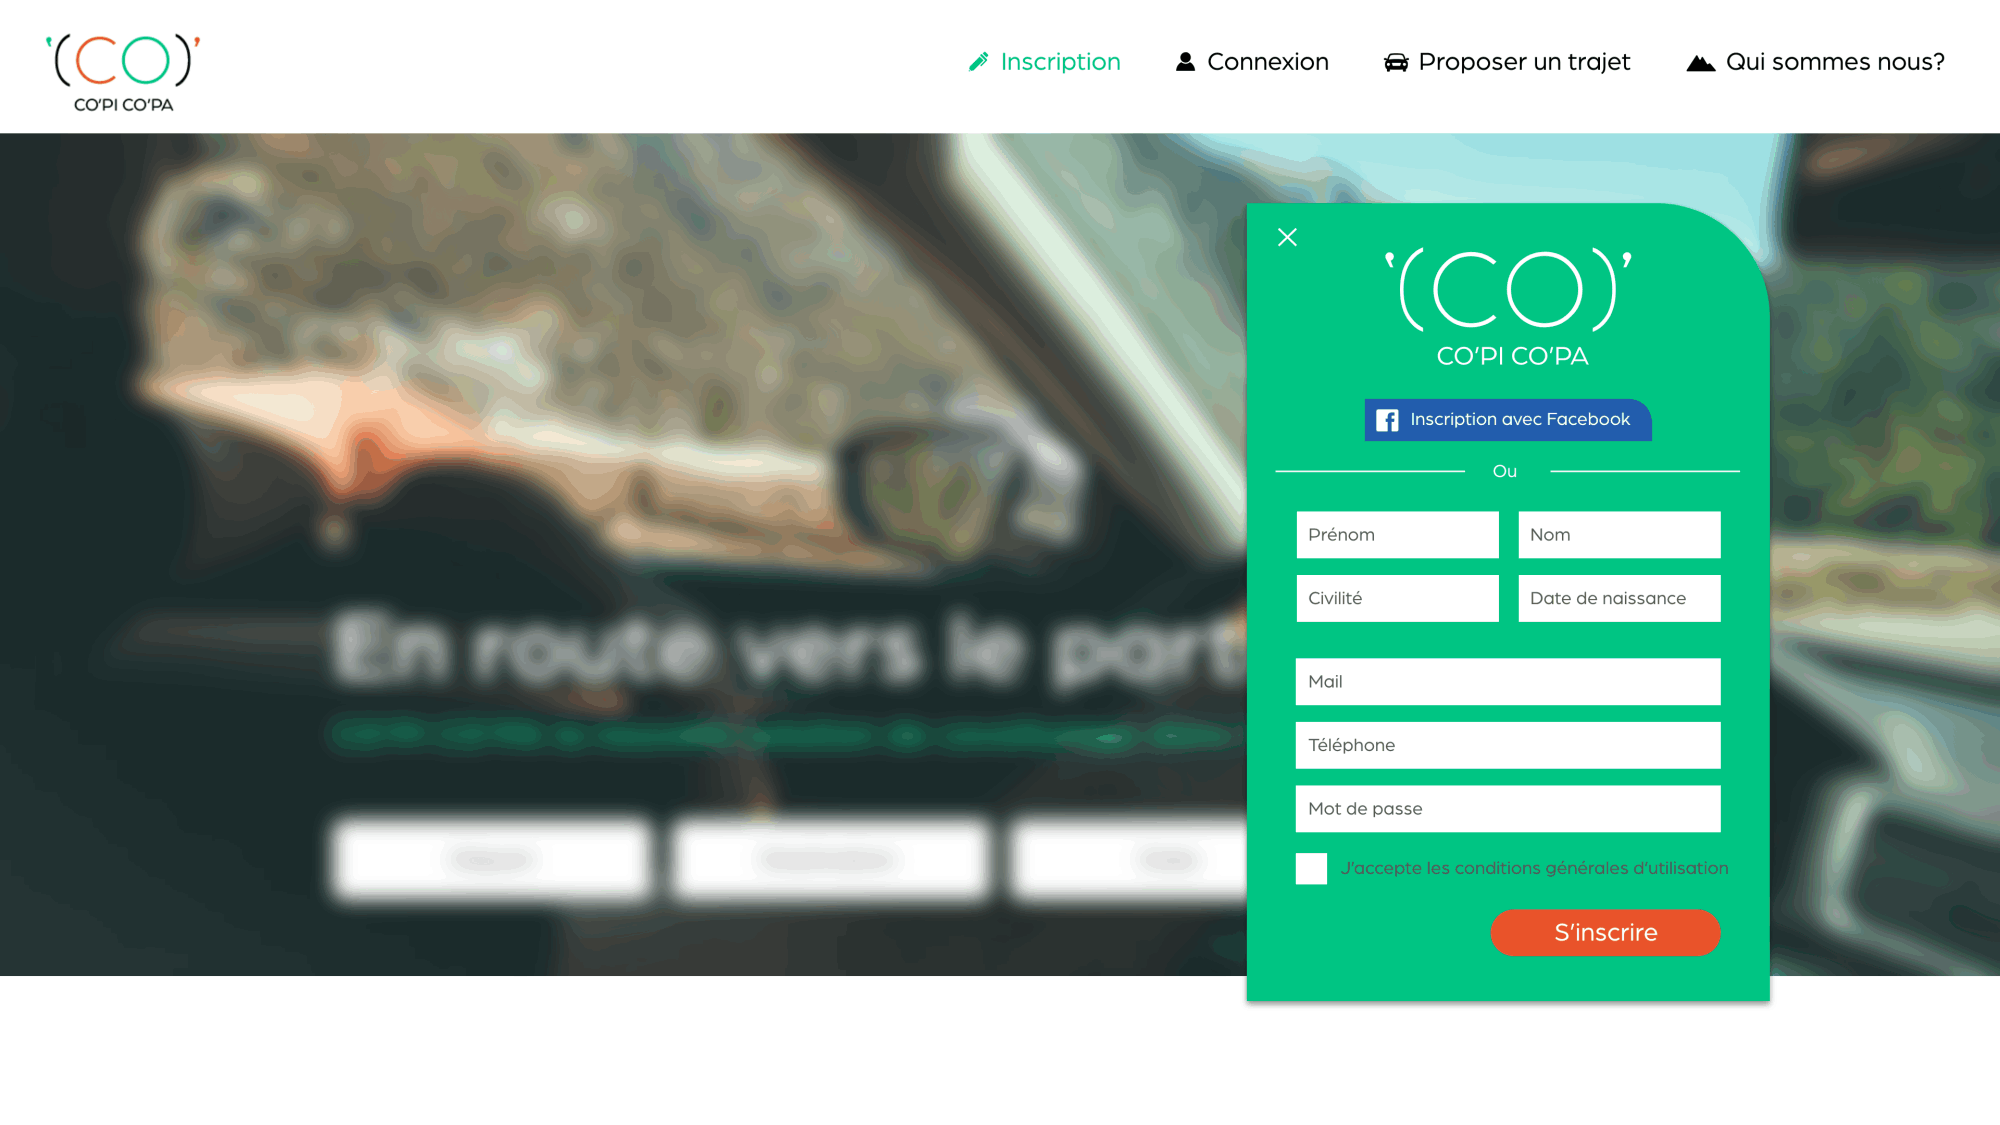 '(CO)'
CO'PI CO'PA
Inscription
Connexion
Proposer un trajet
Qui sommes nous?
En route vers le part
'(CO)'
CO'PI CO'PA
Inscription avec Facebook
Ou
Prénom
Nom
Civilité
Date de naissance
Mail
Téléphone
Mot de passe
J'accepte les conditions générales d'utilisation
S'inscrire